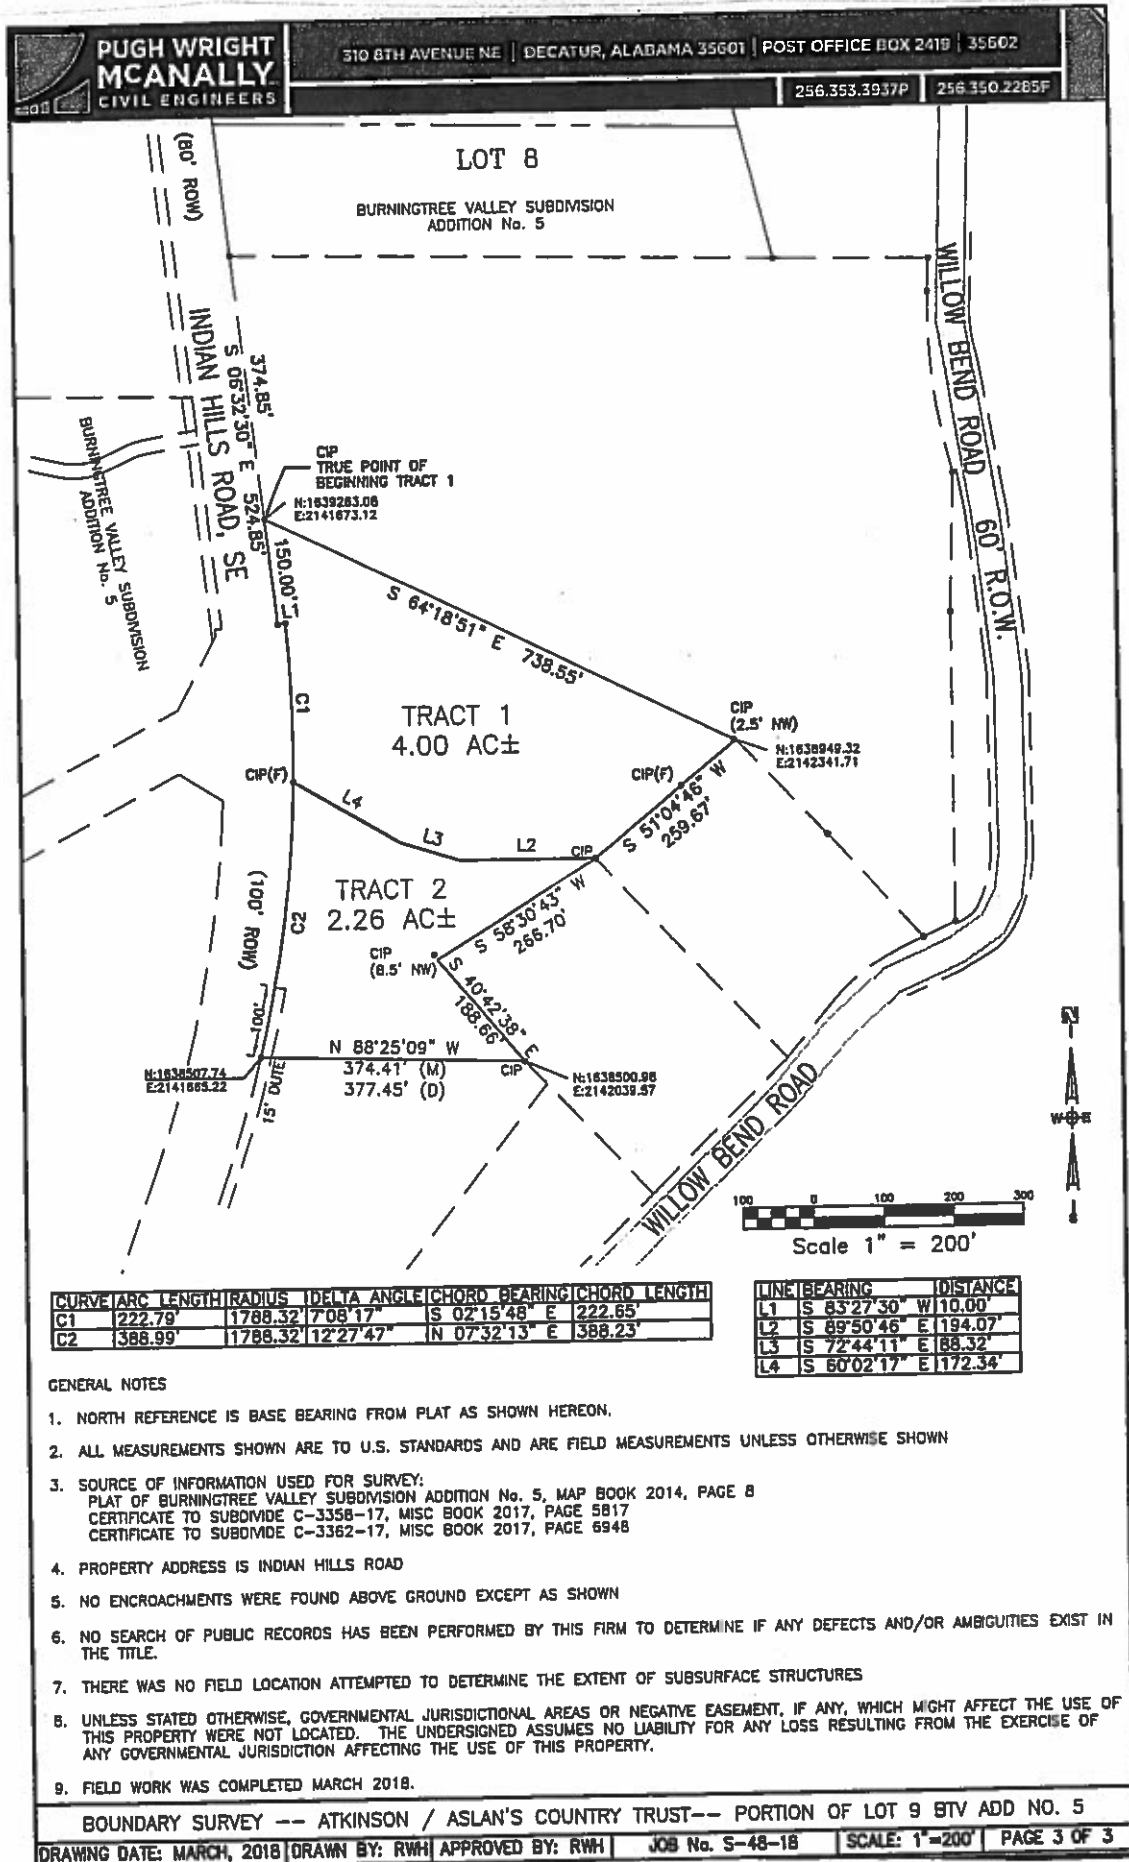 PUGH WRIGHT
MCANALLY
CIVIL ENGINEERS
310 8TH AVENUE NE | DECATUR, ALABAMA 35601 | POST OFFICE BOX 2419 | 35602
256.353.3937P | 256.350.2285F
LOT 8
BURNINGTREE VALLEY SUBDIVISION
ADDITION No. 5
(80' ROW)
INDIAN HILLS ROAD, SE
374.85'
S 06°32'30" E 524.85'
150.00'
BURNINGTREE VALLEY SUBDIVISION
ADDITION No. 5
CIP
TRUE POINT OF
BEGINNING TRACT 1
N:1639263.06
E:2141673.12
WILLOW BEND ROAD 60' R.O.W.
S 64°18'51" E 738.55'
L1
C1
TRACT 1
4.00 AC±
CIP
(2.5' NW)
N:1638949.32
E:2142341.71
CIP(F)
CIP(F)
S 51°04'46" W
259.67'
L4
L3
L2
CIP
TRACT 2
2.26 AC±
C2
(100' ROW)
S 58°30'43" W
266.70'
CIP
(8.5' NW)
S 40°42'38" E
188.66'
100'
N 88°25'09" W
374.41' (M)
377.45' (D)
CIP
N:1638507.74
E:2141665.22
15' DUTE
N:1638500.96
E:2142039.57
WILLOW BEND ROAD
N
W E
S
100 0 100 200 300
Scale 1" = 200'
CURVE ARC LENGTH RADIUS DELTA ANGLE CHORD BEARING CHORD LENGTH
C1 222.79' 1788.32' 7°08'17" S 02°15'48" E 222.65'
C2 388.99' 1788.32' 12°27'47" N 07°32'13" E 388.23'
LINE BEARING DISTANCE
L1 S 83°27'30" W 10.00'
L2 S 89°50'46" E 194.07'
L3 S 72°44'11" E 88.32'
L4 S 60°02'17" E 172.34'
GENERAL NOTES
1. NORTH REFERENCE IS BASE BEARING FROM PLAT AS SHOWN HEREON.
2. ALL MEASUREMENTS SHOWN ARE TO U.S. STANDARDS AND ARE FIELD MEASUREMENTS UNLESS OTHERWISE SHOWN
3. SOURCE OF INFORMATION USED FOR SURVEY:
PLAT OF BURNINGTREE VALLEY SUBDIVISION ADDITION No. 5, MAP BOOK 2014, PAGE 8
CERTIFICATE TO SUBDIVIDE C-3358-17, MISC BOOK 2017, PAGE 5817
CERTIFICATE TO SUBDIVIDE C-3362-17, MISC BOOK 2017, PAGE 6948
4. PROPERTY ADDRESS IS INDIAN HILLS ROAD
5. NO ENCROACHMENTS WERE FOUND ABOVE GROUND EXCEPT AS SHOWN
6. NO SEARCH OF PUBLIC RECORDS HAS BEEN PERFORMED BY THIS FIRM TO DETERMINE IF ANY DEFECTS AND/OR AMBIGUITIES EXIST IN
THE TITLE.
7. THERE WAS NO FIELD LOCATION ATTEMPTED TO DETERMINE THE EXTENT OF SUBSURFACE STRUCTURES
8. UNLESS STATED OTHERWISE, GOVERNMENTAL JURISDICTIONAL AREAS OR NEGATIVE EASEMENT, IF ANY, WHICH MIGHT AFFECT THE USE OF
THIS PROPERTY WERE NOT LOCATED. THE UNDERSIGNED ASSUMES NO LIABILITY FOR ANY LOSS RESULTING FROM THE EXERCISE OF
ANY GOVERNMENTAL JURISDICTION AFFECTING THE USE OF THIS PROPERTY.
9. FIELD WORK WAS COMPLETED MARCH 2018.
BOUNDARY SURVEY -- ATKINSON / ASLAN'S COUNTRY TRUST-- PORTION OF LOT 9 BTV ADD NO. 5
DRAWING DATE: MARCH, 2018 DRAWN BY: RWH APPROVED BY: RWH JOB No. S-48-18 SCALE: 1"=200' PAGE 3 OF 3